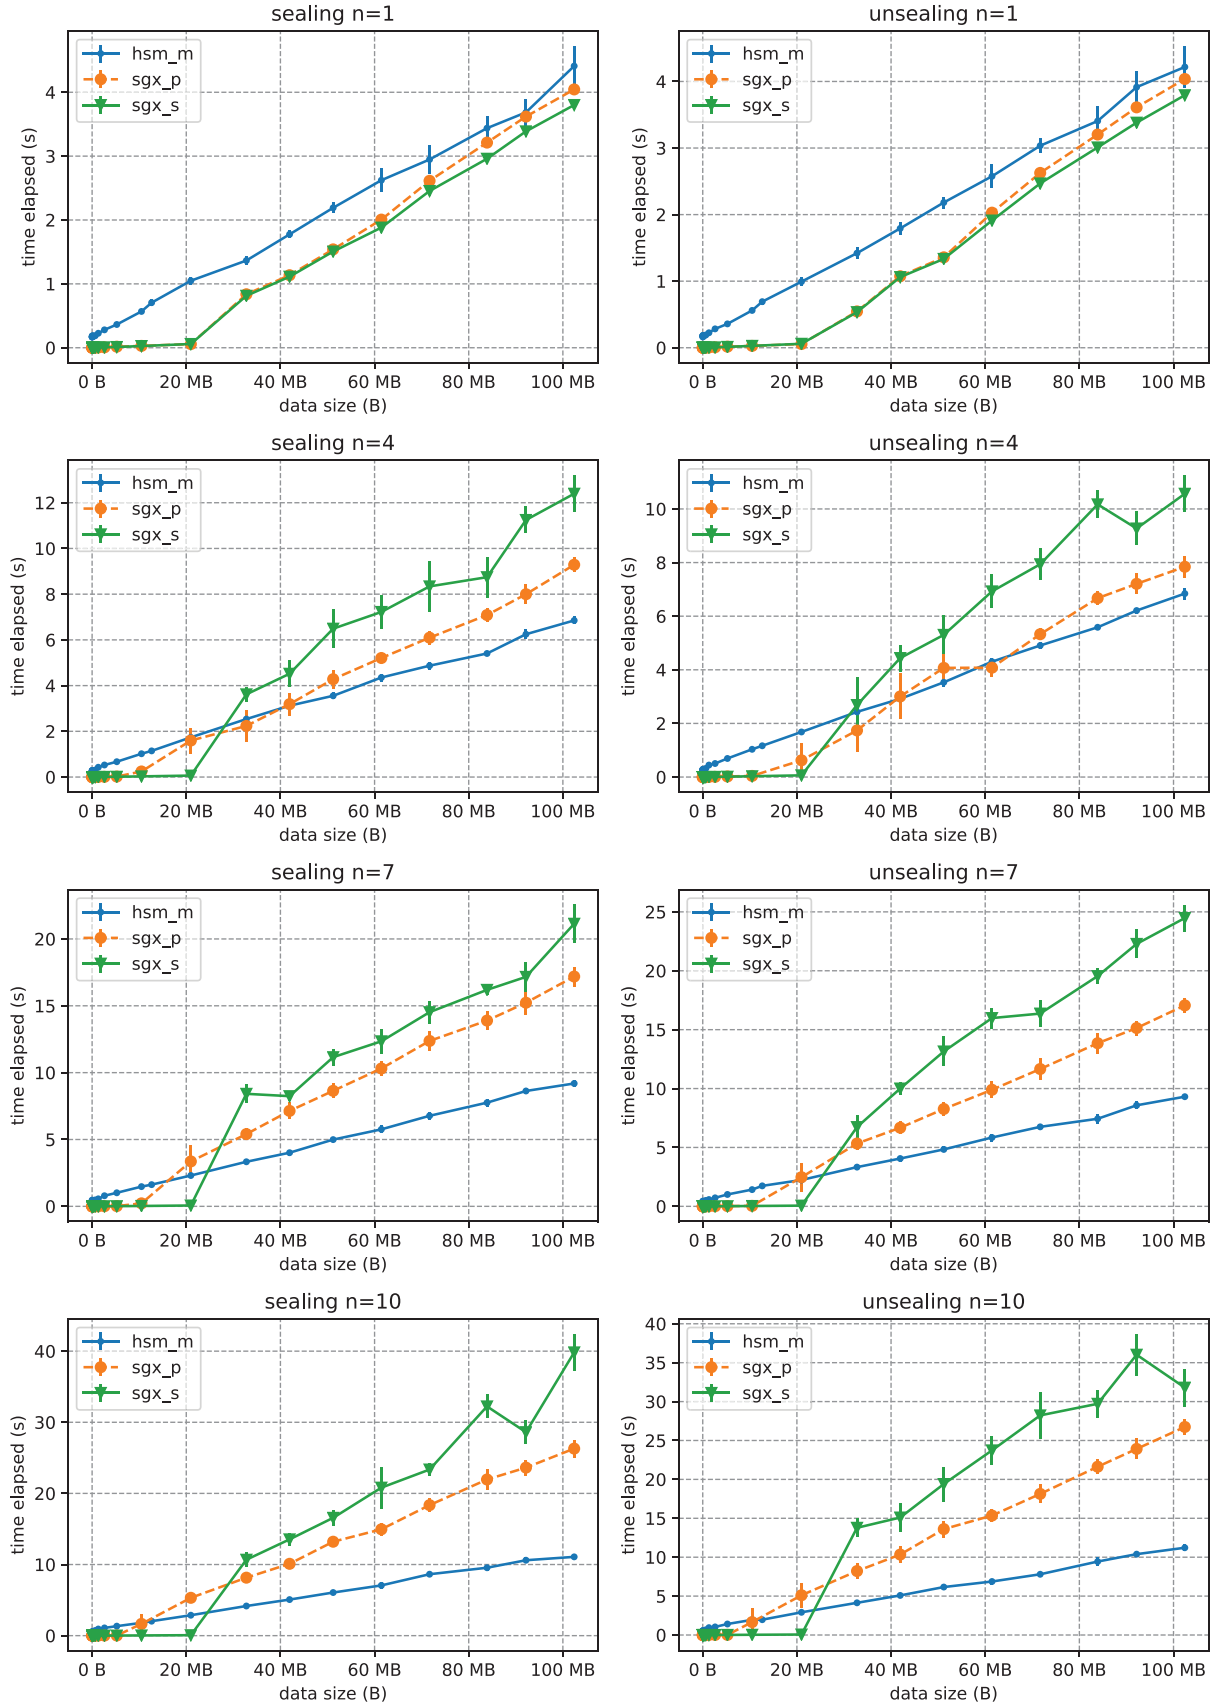 sealing n=1
hsm_m
sgx_p
sgx_s
time elapsed (s)
4
3
2
1
0
0 B
20 MB
40 MB
60 MB
80 MB
100 MB
data size (B)
unsealing n=1
hsm_m
sgx_p
sgx_s
time elapsed (s)
4
3
2
1
0
0 B
20 MB
40 MB
60 MB
80 MB
100 MB
data size (B)
sealing n=4
hsm_m
sgx_p
sgx_s
time elapsed (s)
12
10
8
6
4
2
0
0 B
20 MB
40 MB
60 MB
80 MB
100 MB
data size (B)
unsealing n=4
hsm_m
sgx_p
sgx_s
time elapsed (s)
10
8
6
4
2
0
0 B
20 MB
40 MB
60 MB
80 MB
100 MB
data size (B)
sealing n=7
hsm_m
sgx_p
sgx_s
time elapsed (s)
20
15
10
5
0
0 B
20 MB
40 MB
60 MB
80 MB
100 MB
data size (B)
unsealing n=7
hsm_m
sgx_p
sgx_s
time elapsed (s)
25
20
15
10
5
0
0 B
20 MB
40 MB
60 MB
80 MB
100 MB
data size (B)
sealing n=10
hsm_m
sgx_p
sgx_s
time elapsed (s)
40
30
20
10
0
0 B
20 MB
40 MB
60 MB
80 MB
100 MB
data size (B)
unsealing n=10
hsm_m
sgx_p
sgx_s
time elapsed (s)
40
35
30
25
20
15
10
5
0
0 B
20 MB
40 MB
60 MB
80 MB
100 MB
data size (B)